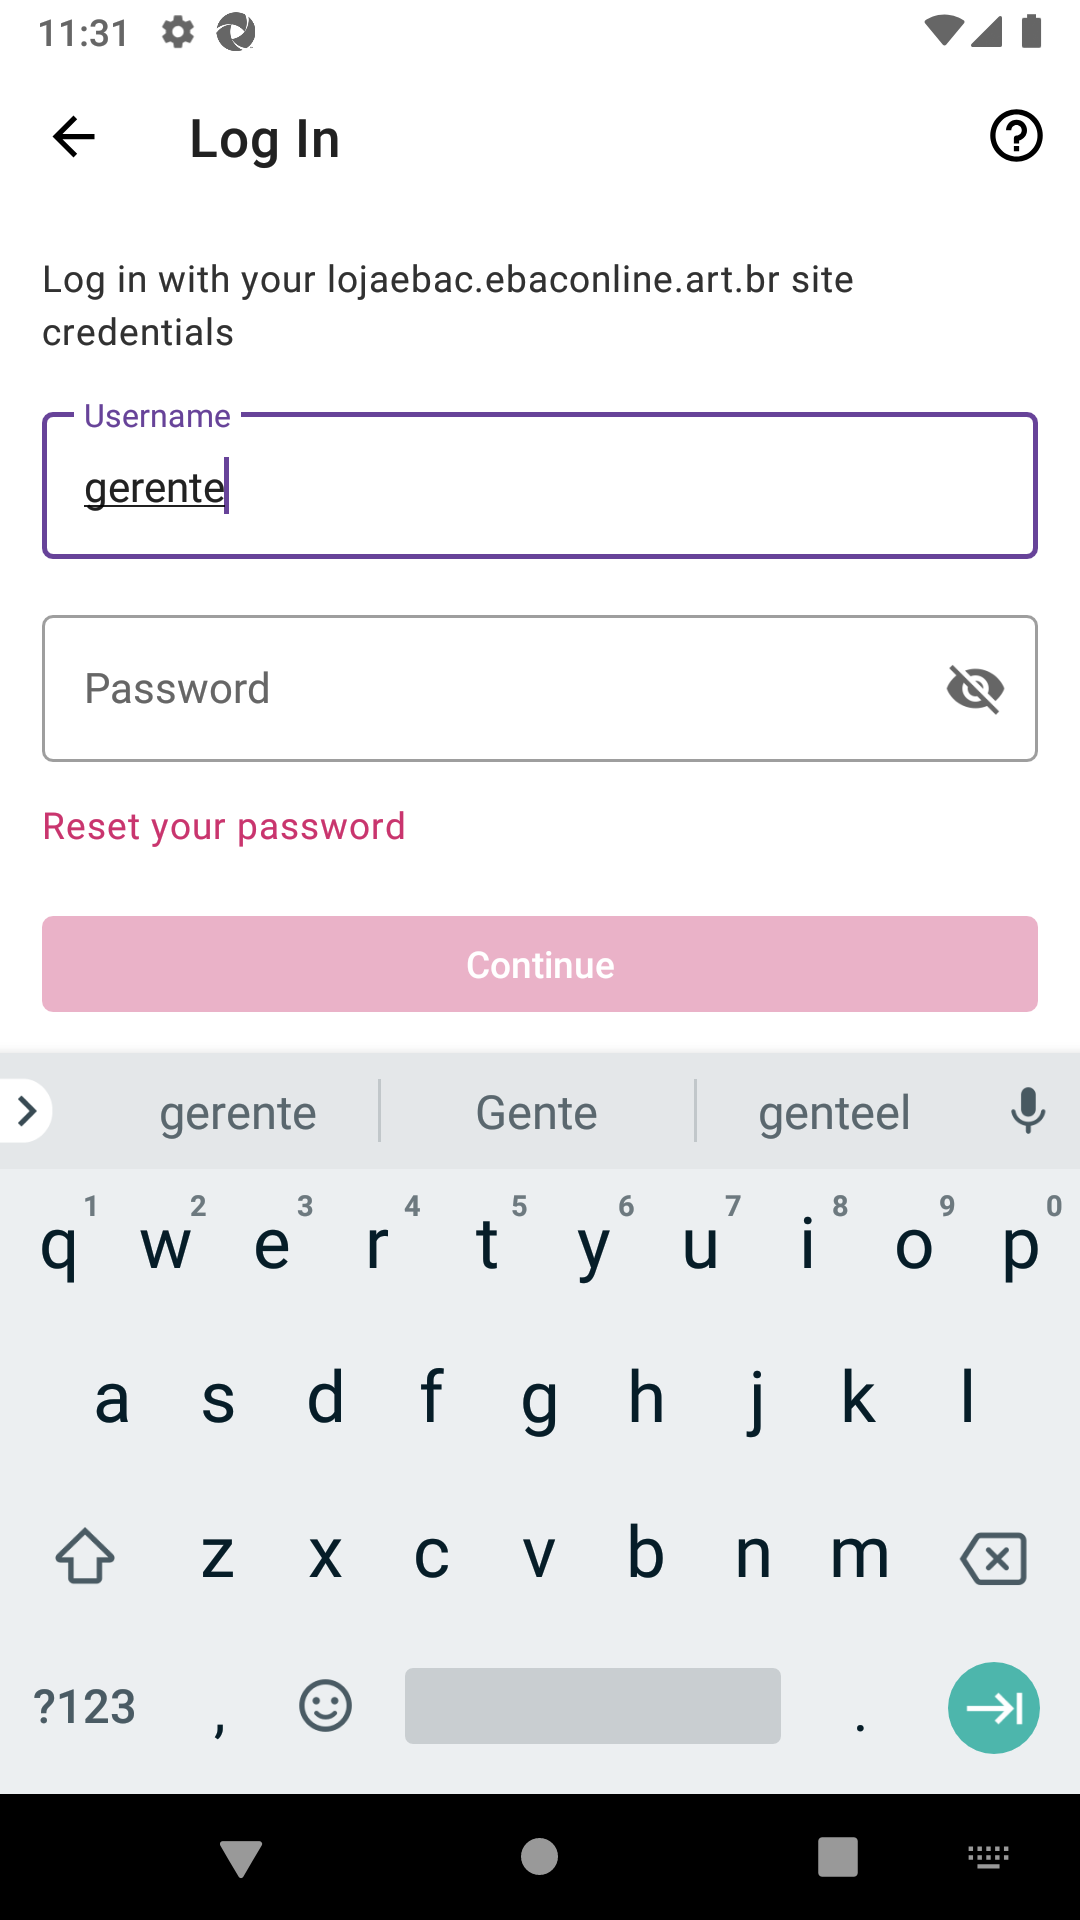 11:31
Log In
Log in with your lojaebac.ebaconline.art.br site
credentials
Username
gerente
Password
Reset your password
Continue
gerente Gente genteel
1 2 3 4 5 6 7 8 9 0
q w e r t y u i o p
a s d f g h j k l
z x c v b n m
?123 , .